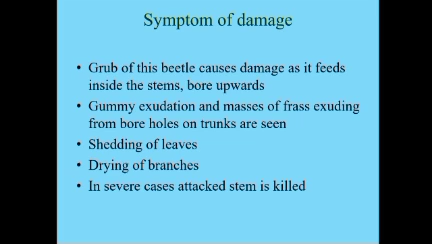 Symptom of damage
• Grub of this beetle causes damage as it feeds
inside the stems, bore upwards
• Gummy exudation and masses of frass exuding
from bore holes on trunks are seen
• Shedding of leaves
• Drying of branches
• In severe cases attacked stem is killed